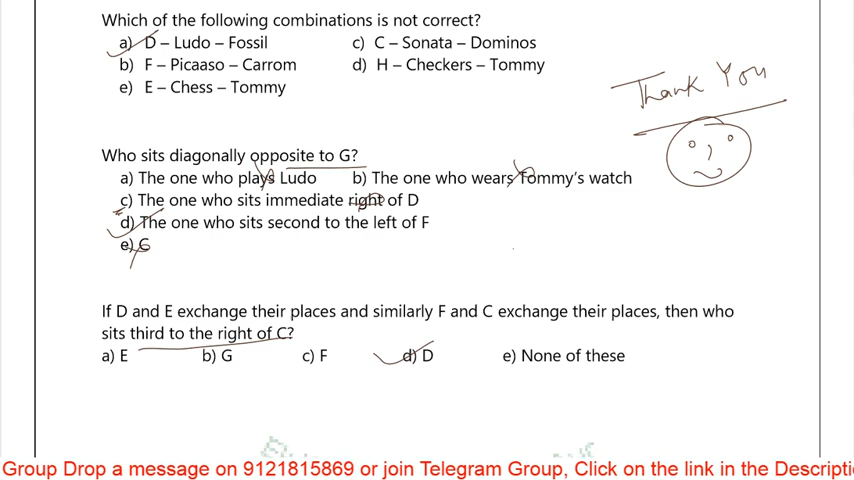 Which of the following combinations is not correct?
a) D – Ludo – Fossil c) C – Sonata – Dominos
b) F – Picaaso – Carrom d) H – Checkers – Tommy
e) E – Chess – Tommy
Thank You
Who sits diagonally opposite to G?
a) The one who plays Ludo b) The one who wears Tommy's watch
c) The one who sits immediate right of D
d) The one who sits second to the left of F
e)
If D and E exchange their places and similarly F and C exchange their places, then who
sits third to the right of C?
a) E b) G c) F d) D e) None of these
Group Drop a message on 9121815869 or join Telegram Group, Click on the link in the Descripti